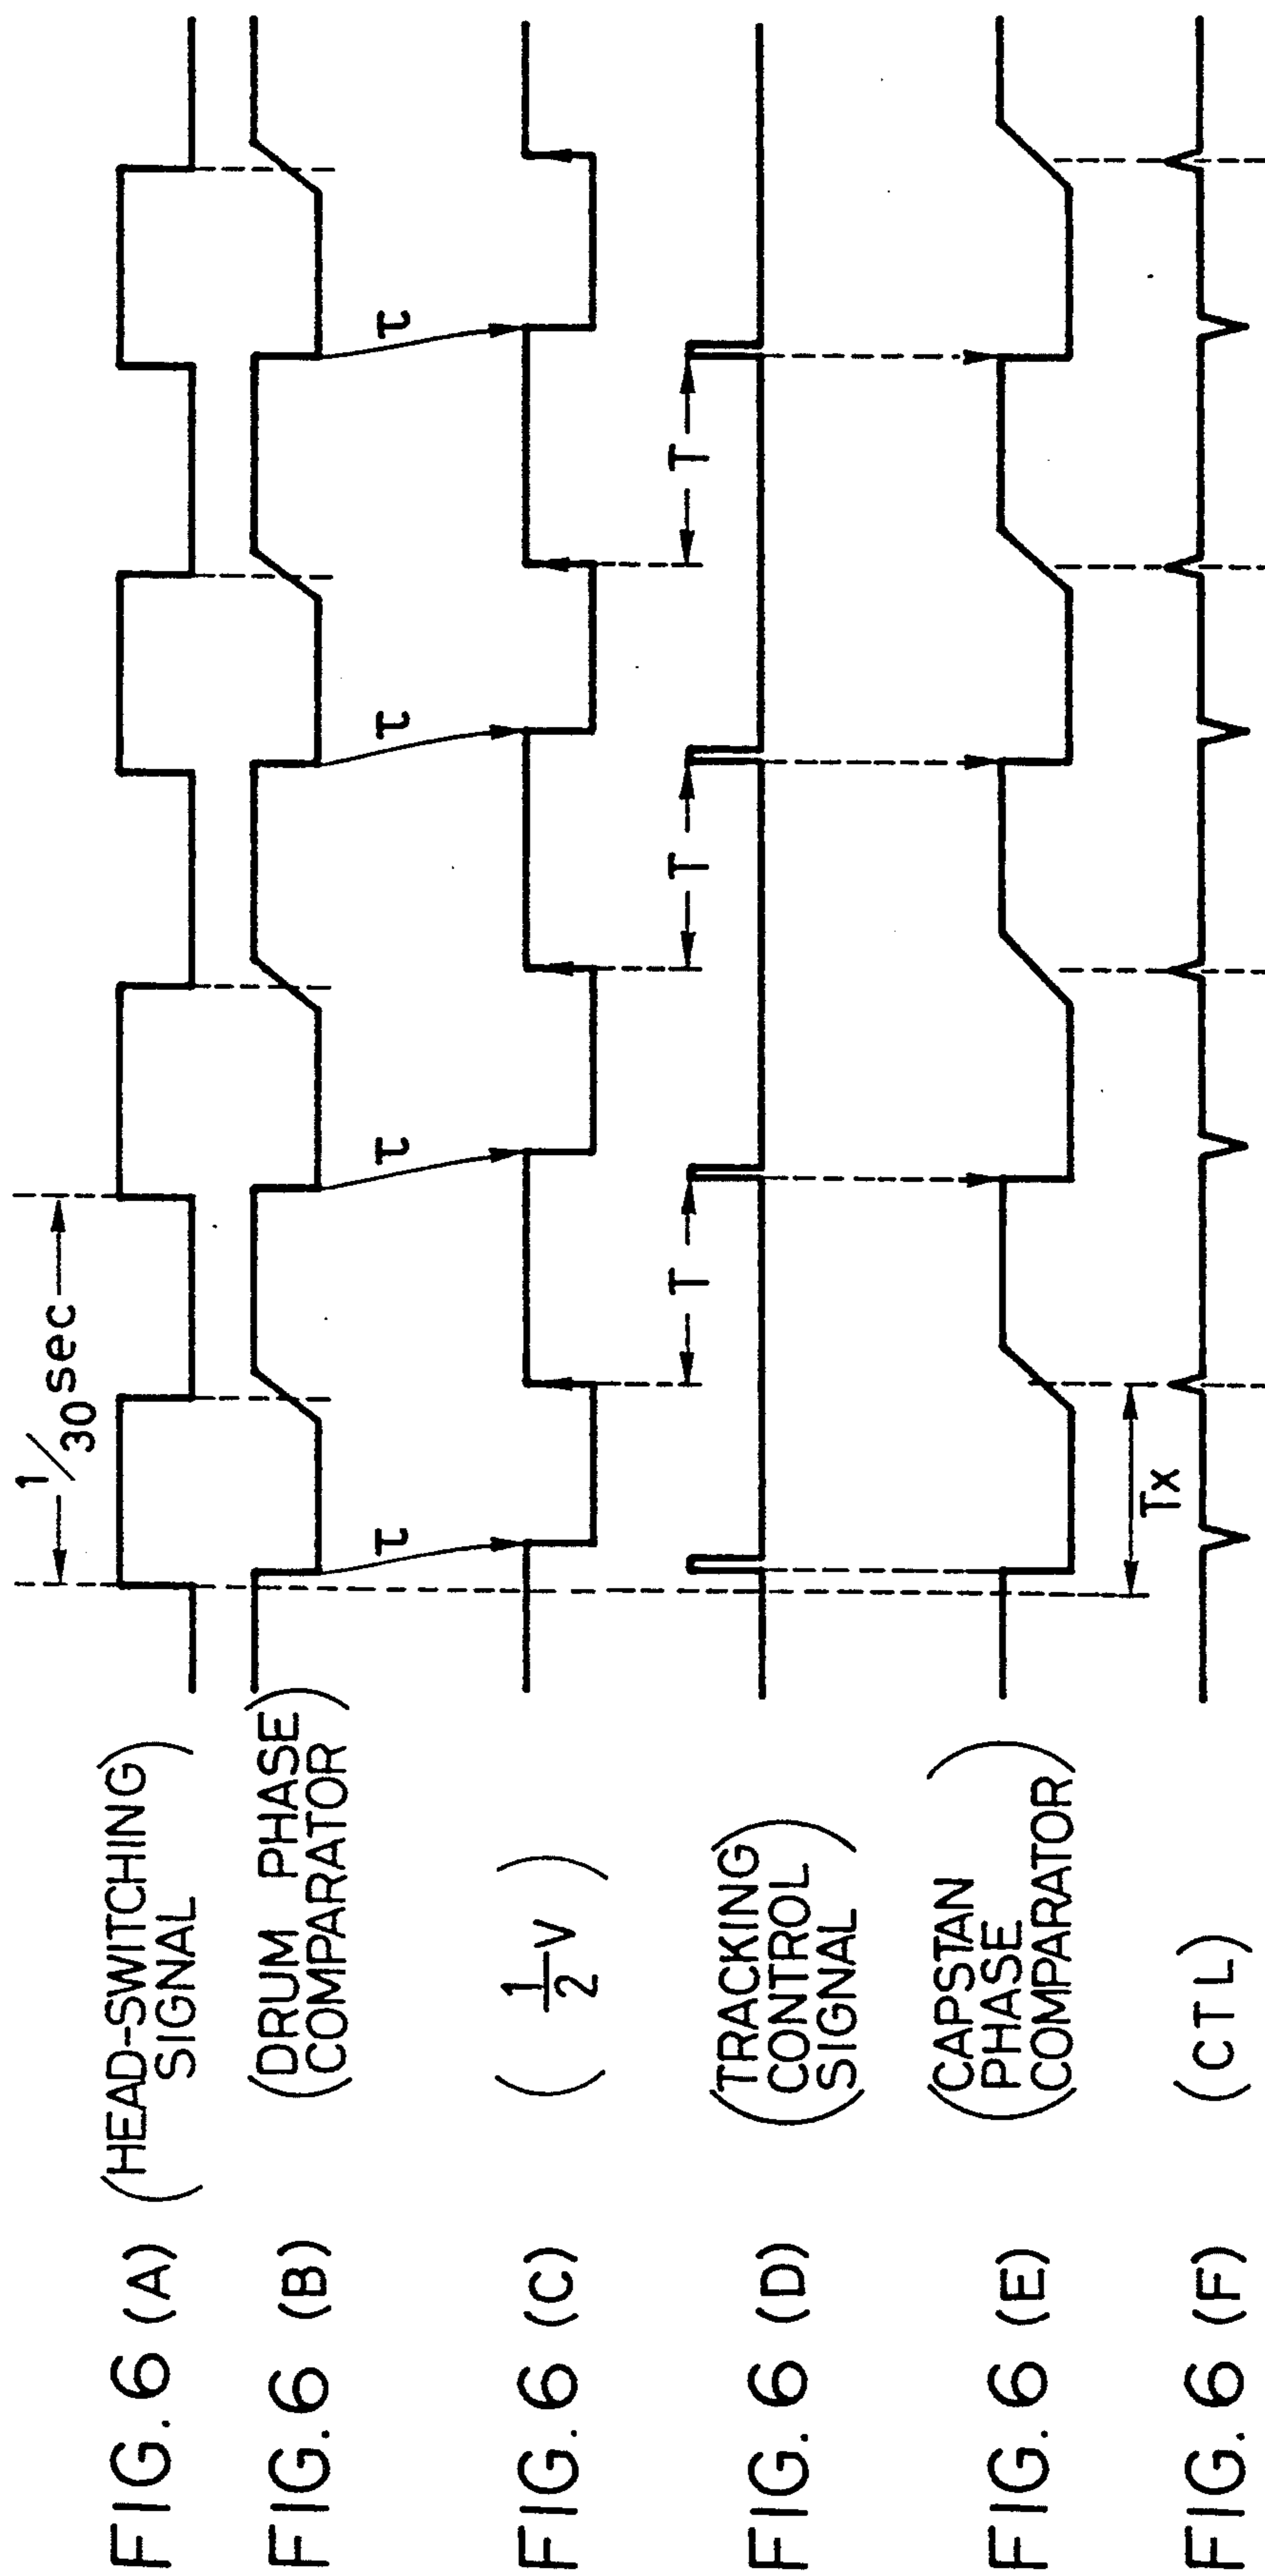 FIG. 6 (A) (HEAD-SWITCHING
SIGNAL)
1/30 sec
FIG. 6 (B) (DRUM PHASE
COMPARATOR)
τ τ τ τ
FIG. 6 (C) ( 1/2 V )
FIG. 6 (D) (TRACKING
CONTROL
SIGNAL)
T T T
FIG. 6 (E) (CAPSTAN
PHASE
COMPARATOR)
Tx
FIG. 6 (F) (CTL)